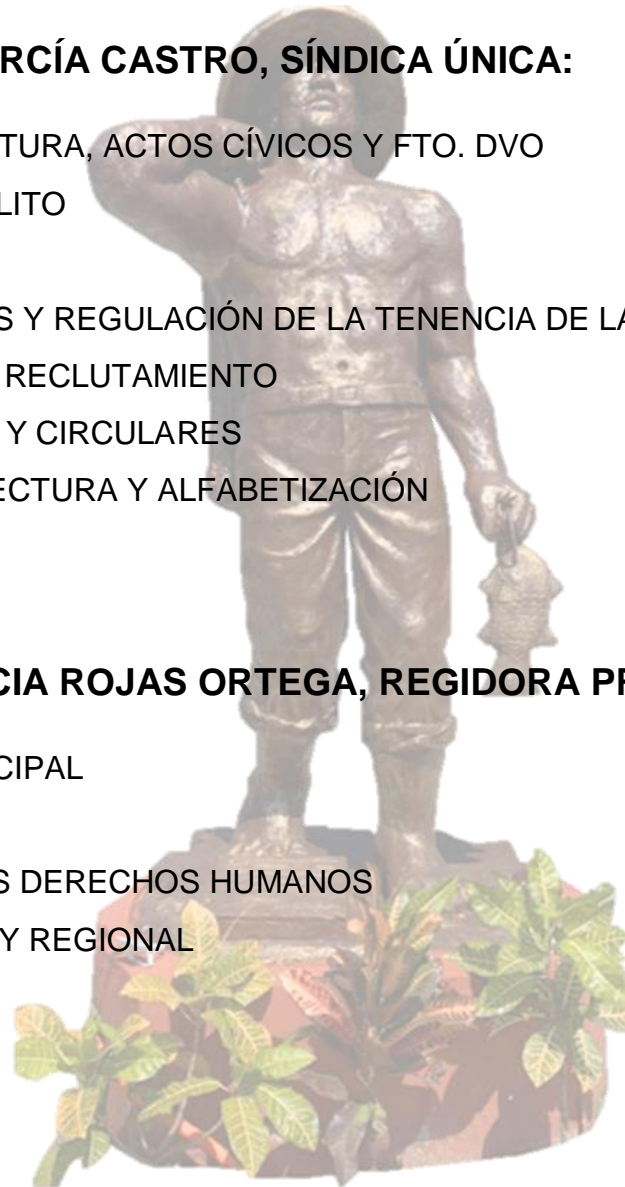 RCÍA CASTRO, SÍNDICA ÚNICA:
TURA, ACTOS CÍVICOS Y FTO. DVO
LITO
S Y REGULACIÓN DE LA TENENCIA DE LA
RECLUTAMIENTO
Y CIRCULARES
ECTURA Y ALFABETIZACIÓN
CIA ROJAS ORTEGA, REGIDORA PR
CIPAL
S DERECHOS HUMANOS
Y REGIONAL